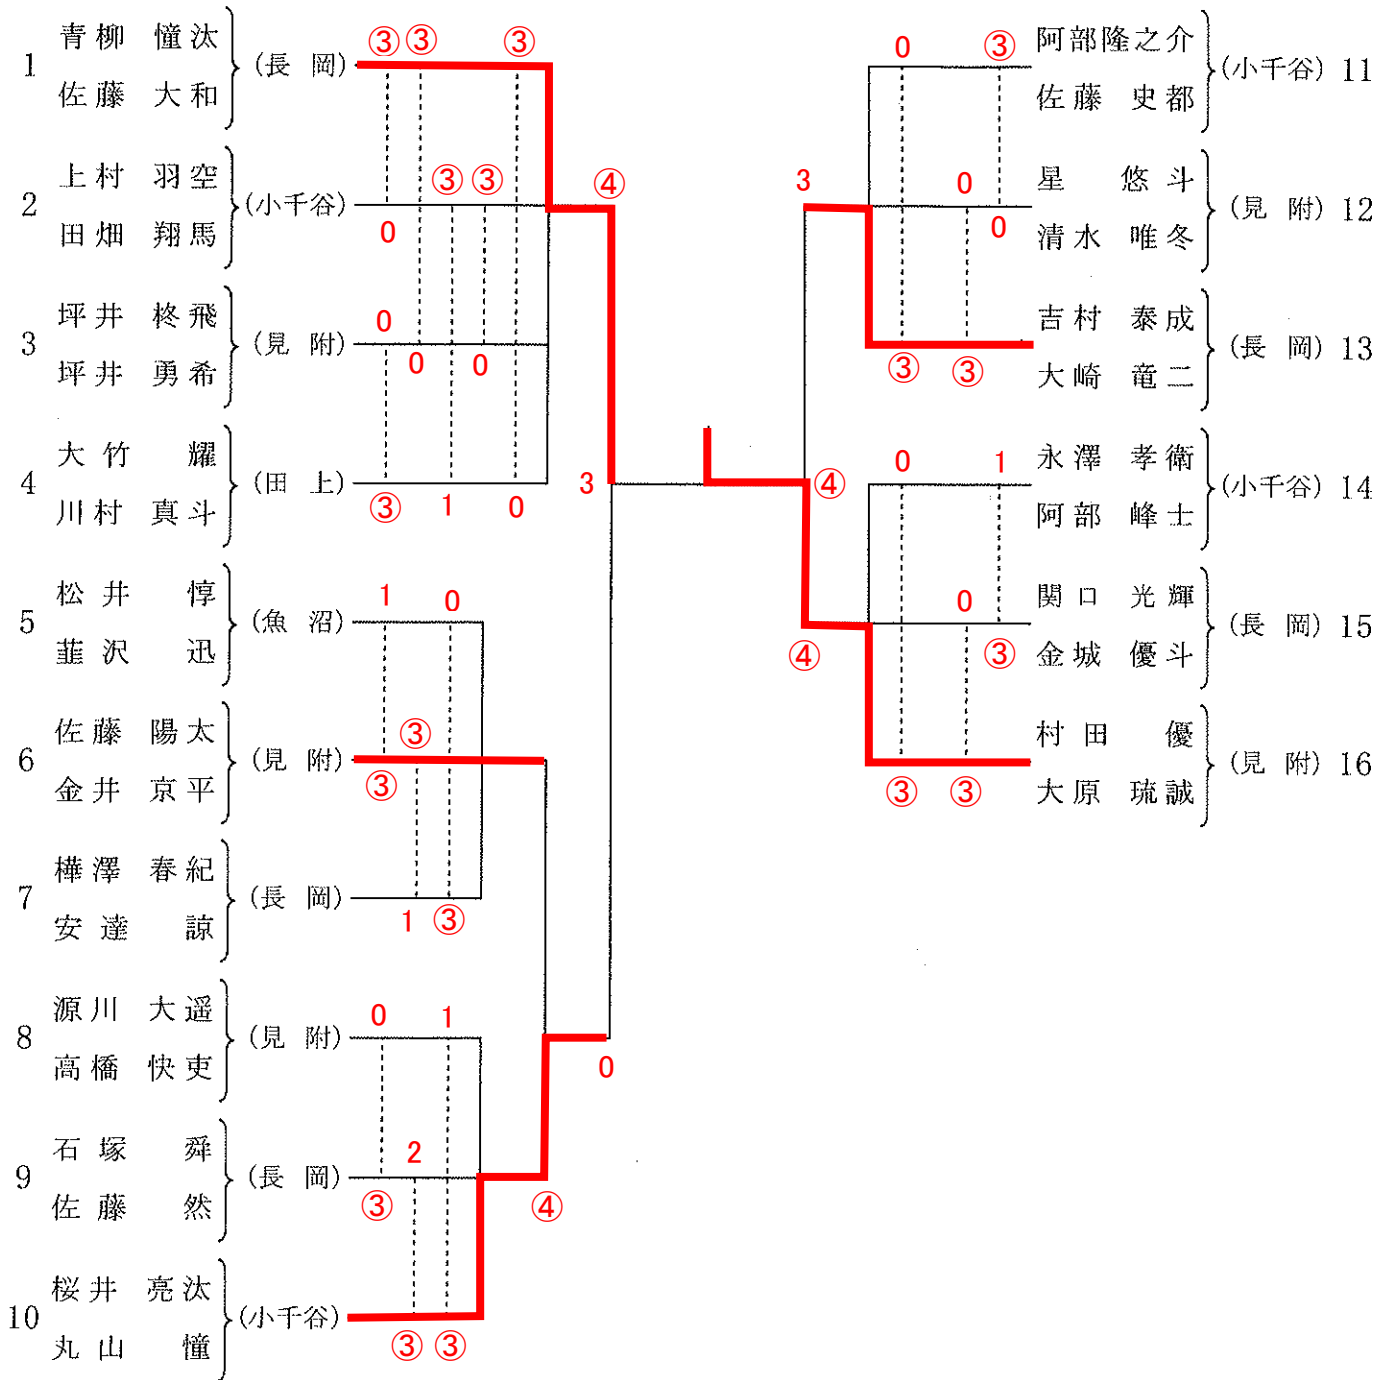 1 青柳 憧汰 (長岡) ③ ③ ③
佐藤 大和
2 上村 羽空 (小千谷) ③ ③ ④
田畑 翔馬 0
3 坪井 柊飛 (見附) 0
坪井 勇希 0 0
4 大竹 耀 (田上) 3
川村 真斗 ③ 1 0
5 松井 惇 (魚沼) 1 0
韮沢 迅
6 佐藤 陽太 (見附) ③
金井 京平 ③
7 樺澤 春紀 (長岡)
安達 諒 1 ③
8 源川 大遥 (見附) 0 1
高橋 快吏 0
9 石塚 舜 (長岡) 2
佐藤 然 ③ ④
10 桜井 亮汰 (小千谷)
丸山 憧 ③ ③
0 ③ 阿部隆之介 (小千谷) 11
佐藤 史都
3 0 星 悠斗 (見附) 12
0 清水 唯冬
吉村 泰成 (長岡) 13
③ ③ 大崎 竜二
④ 0 1 永澤 孝衛 (小千谷) 14
阿部 峰士
0 関口 光輝 (長岡) 15
④ ③ 金城 優斗
村田 優 (見附) 16
③ ③ 大原 琉誠